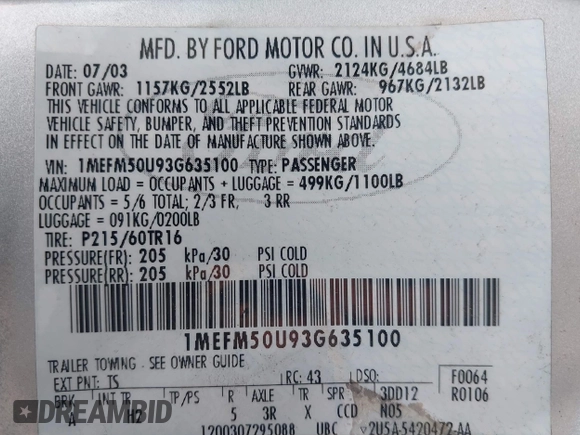 MFD. BY FORD MOTOR CO. IN U.S.A.
DATE: 07/03 GVWR: 2124KG/4684LB
FRONT GAWR: 1157KG/2552LB REAR GAWR: 967KG/2132LB
THIS VEHICLE CONFORMS TO ALL APPLICABLE FEDERAL MOTOR
VEHICLE SAFETY, BUMPER, AND THEFT PREVENTION STANDARDS
IN EFFECT ON THE DATE OF MANUFACTURE SHOWN ABOVE.
VIN: 1MEFM50U93G635100 TYPE: PASSENGER
MAXIMUM LOAD = OCCUPANTS + LUGGAGE = 499KG/1100LB
OCCUPANTS = 5/6 TOTAL; 2/3 FR, 3 RR
LUGGAGE = 091KG/0200LB
TIRE: P215/60TR16
PRESSURE(FR) 205 kPa/30 PSI COLD
PRESSURE(RR) 205 kPa/30 PSI COLD
1MEFM50U93G635100
TRAILER TOWING - SEE OWNER GUIDE
EXT PNT: TS RC: 43 DSO: F0064
BRK INT TR TP/PS R AXLE TR SPR 3DD12 R0106
A H2 5 3R X CCD N05
DREAMBID
1200307295088 UBC V2U5A-5420472-AA